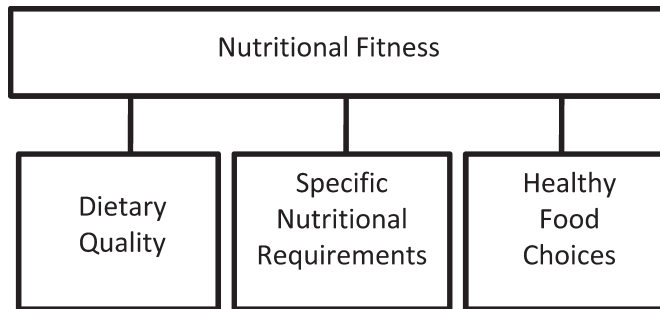 Nutritional Fitness
Dietary
Quality
Specific
Nutritional
Requirements
Healthy
Food
Choices